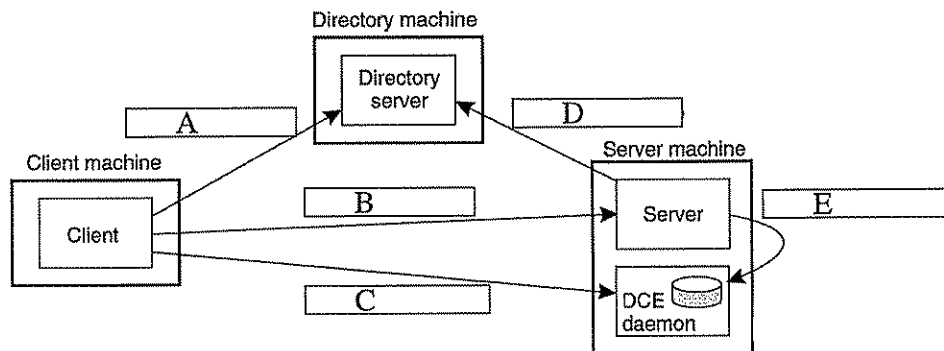 Directory machine
Directory
server
A
D
Client machine
Server machine
B
E
Client
Server
C
DCE
daemon